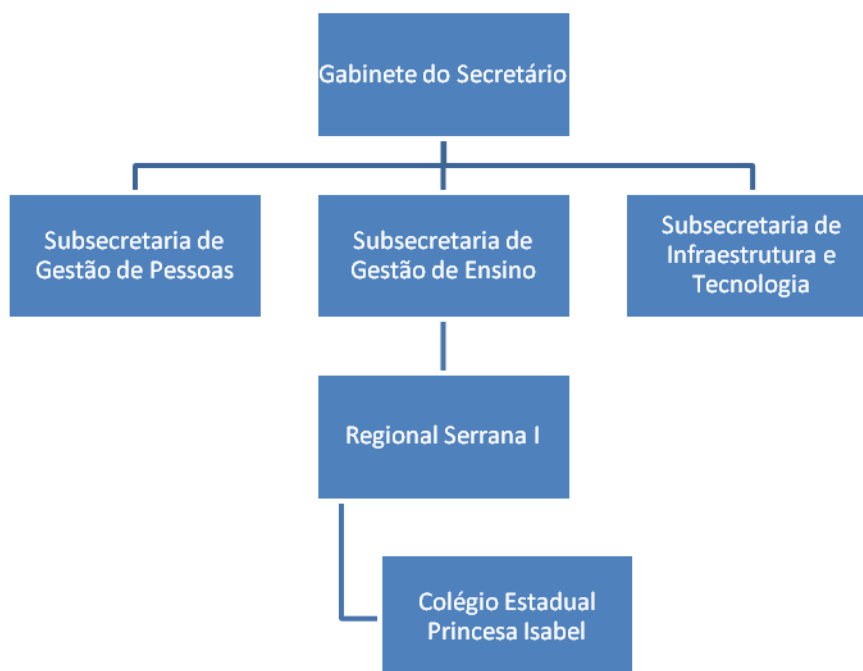 Gabinete do Secretário
Subsecretaria de
Gestão de Pessoas
Subsecretaria de
Gestão de Ensino
Subsecretaria de
Infraestrutura e
Tecnologia
Regional Serrana I
Colégio Estadual
Princesa Isabel